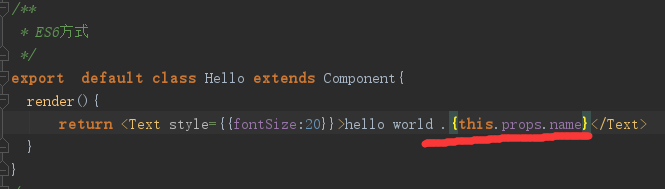 /**
* ES6方式
*/
export default class Hello extends Component{
render(){
return <Text style={{fontSize:20}}>hello world .{this.props.name}</Text>
}
}